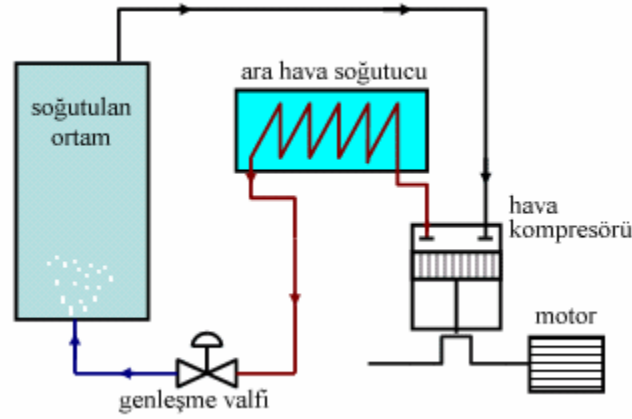 soğutulan
ortam
ara hava soğutucu
hava
kompresörü
motor
genleşme valfi